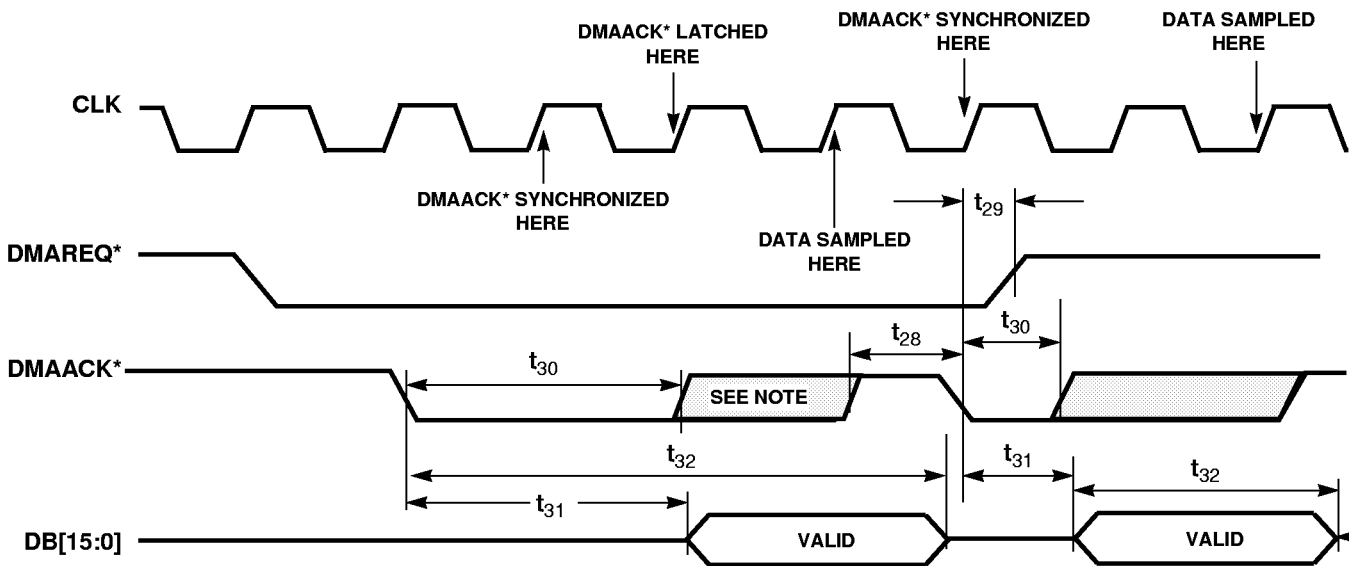 DMAACK* LATCHED
HERE
DMAACK* SYNCHRONIZED
HERE
DATA SAMPLED
HERE
CLK
DMAACK* SYNCHRONIZED
HERE
DATA SAMPLED
HERE
t29
DMAREQ*
t28
t30
DMAACK*
t30
SEE NOTE
t32
t31
t32
t31
DB[15:0]
VALID
VALID